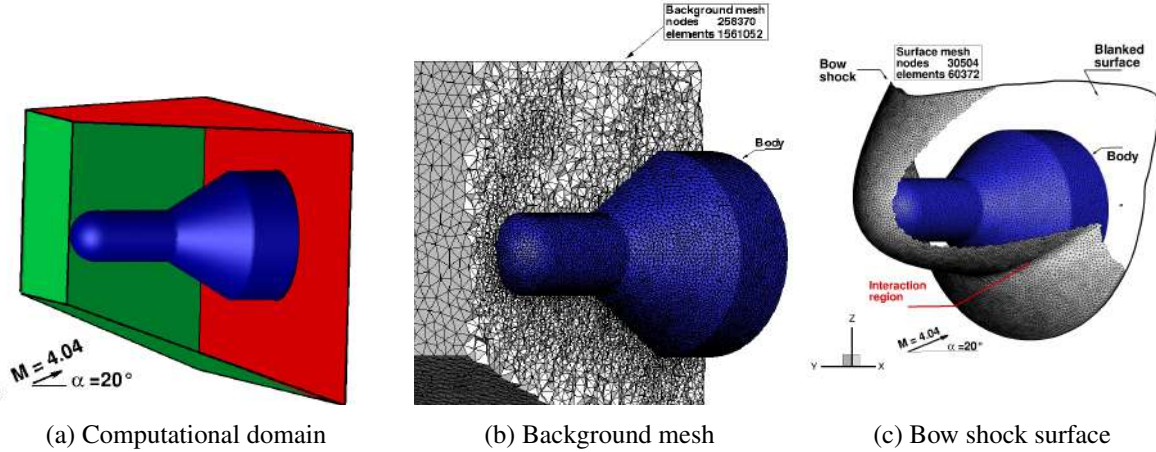 M = 4.04
α =20°
(a) Computational domain
Background mesh
nodes 258370
elements 1561052
Body
(b) Background mesh
Bow
shock
Surface mesh
nodes 30504
elements 60372
Blanked
surface
Body
Interaction
region
Z
Y
X
M = 4.04
α =20°
(c) Bow shock surface